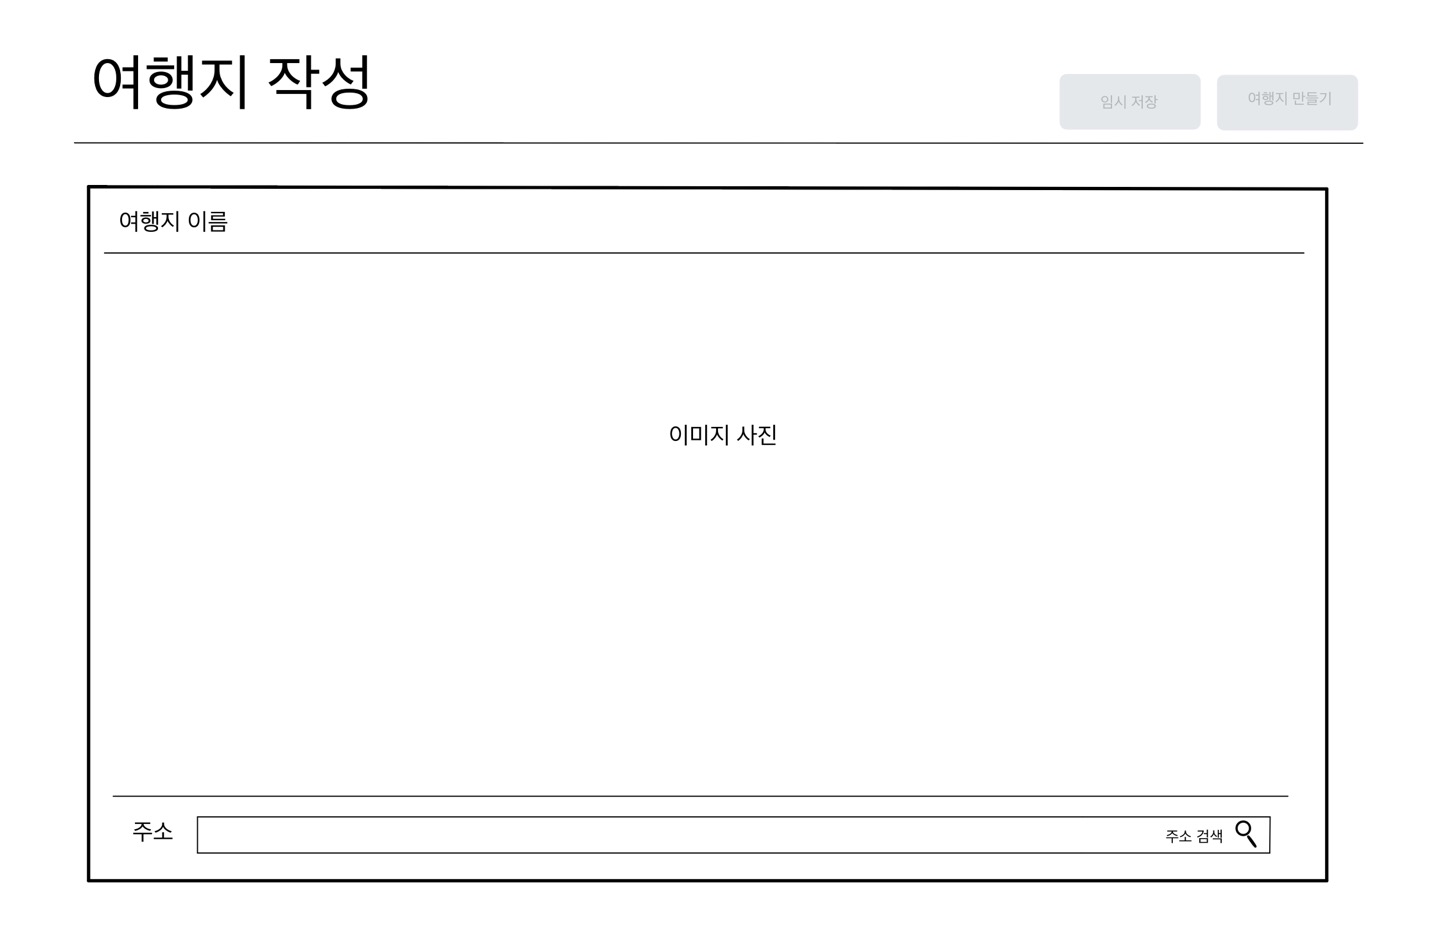 여행지 작성
임시 저장
여행지 만들기
여행지 이름
이미지 사진
주소
주소 검색